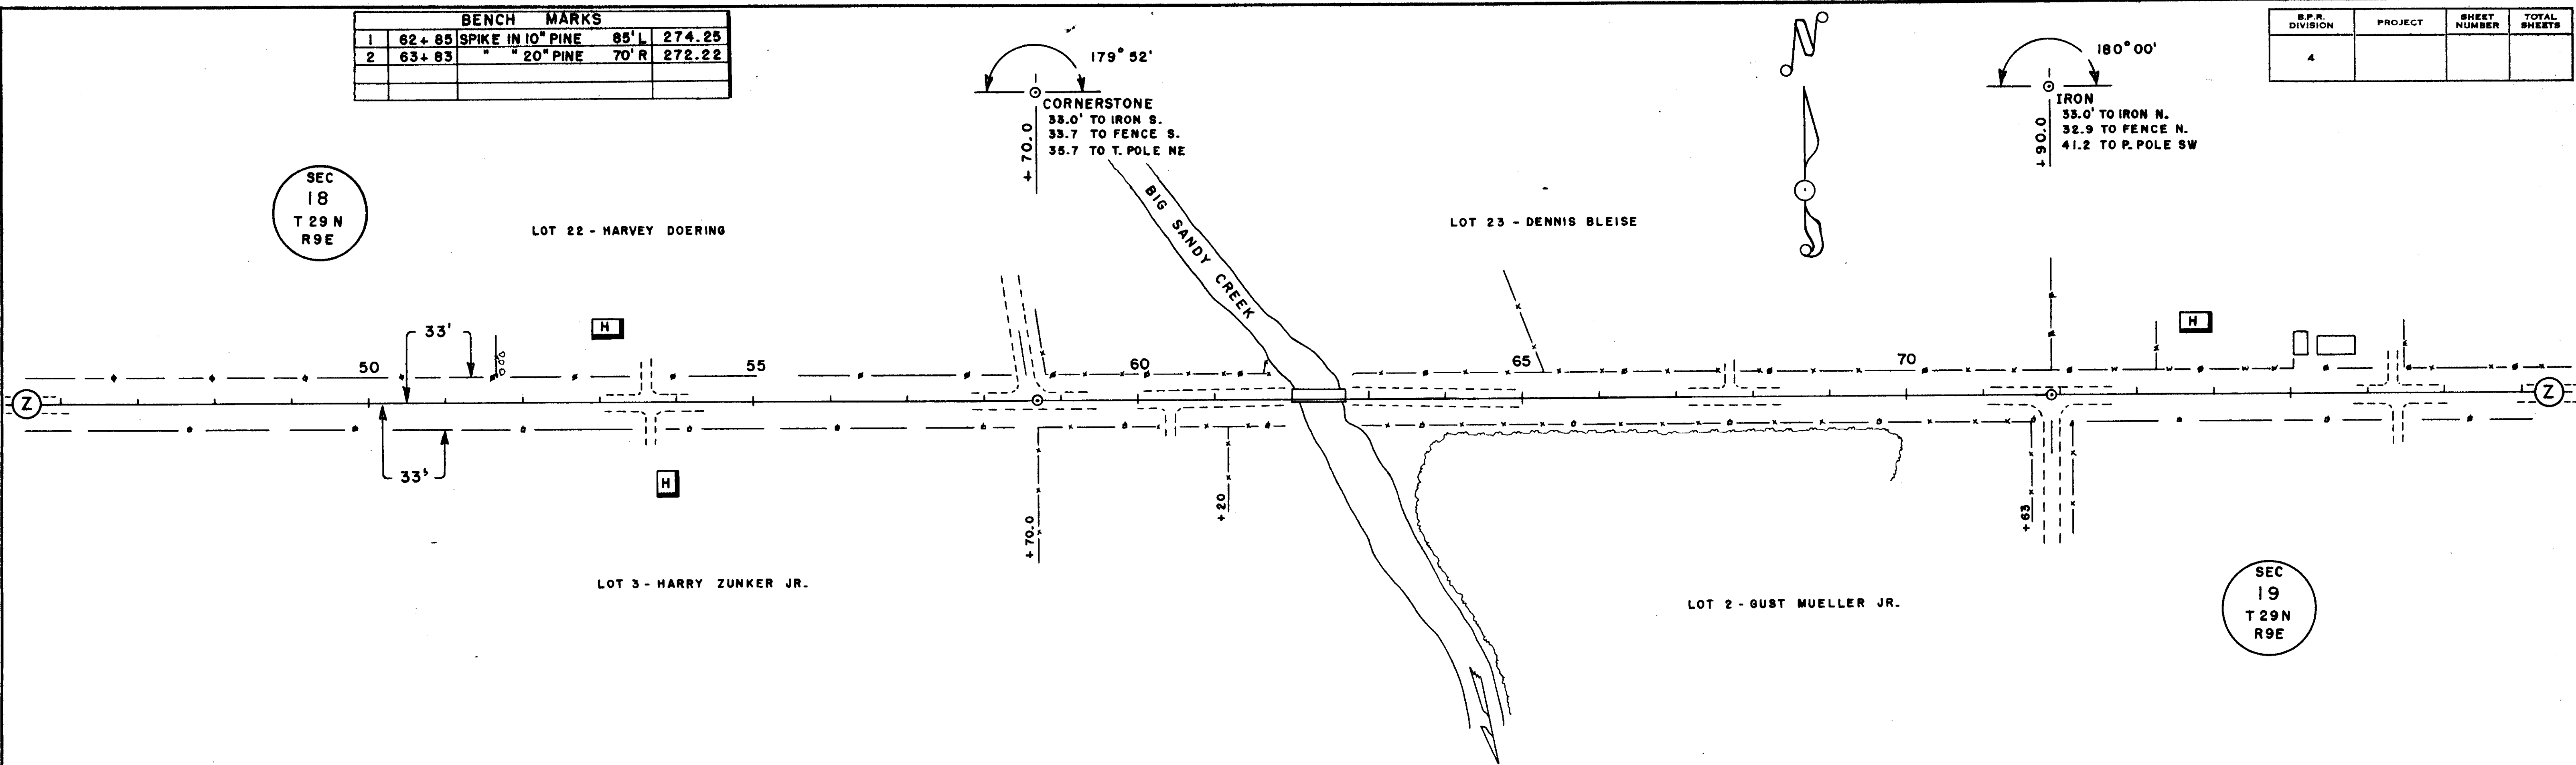 BENCH MARKS
1 62+85 SPIKE IN 10" PINE 85' L 274.25
2 63+83 " " 20" PINE 70' R 272.22
179° 52'
CORNERSTONE
33.0' TO IRON S.
33.7 TO FENCE S.
35.7 TO T. POLE NE
+70.0
N
180° 00'
IRON
33.0' TO IRON N.
32.9 TO FENCE N.
41.2 TO P. POLE SW
+90.0
B.P.R. DIVISION PROJECT SHEET NUMBER TOTAL SHEETS
4
SEC
18
T 29 N
R9E
LOT 22 - HARVEY DOERING
BIG SANDY CREEK
LOT 23 - DENNIS BLEISE
33'
H
H
50 55 60 65 70
Z
Z
33'
H
+70.0
+20
+63
LOT 3 - HARRY ZUNKER JR.
LOT 2 - GUST MUELLER JR.
SEC
19
T 29 N
R9E